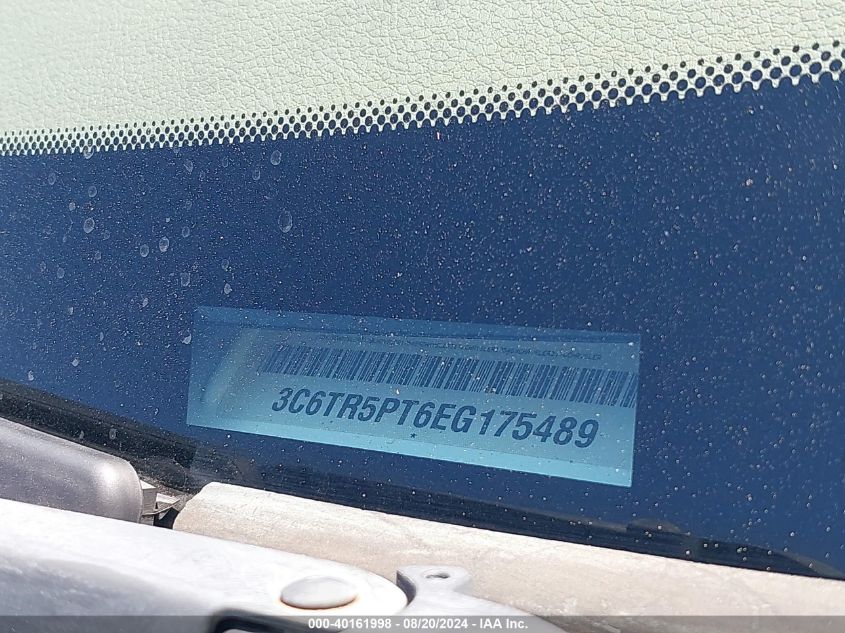 3C6TR5PT6EG175489
000-40161998 - 08/20/2024 - IAA Inc.